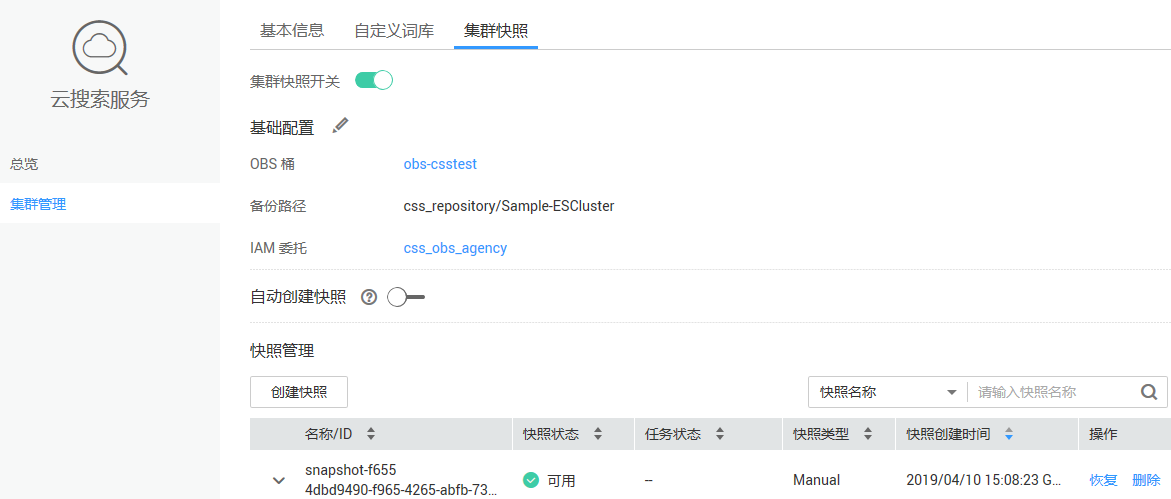 基本信息 自定义词库 集群快照
云搜索服务
总览
集群管理
集群快照开关
基础配置
OBS 桶 obs-csstest
备份路径 css_repository/Sample-ESCluster
IAM 委托 css_obs_agency
自动创建快照 ?
快照管理
创建快照 快照名称 请输入快照名称
名称/ID 快照状态 任务状态 快照类型 快照创建时间 操作
snapshot-f655
4dbd9490-f965-4265-abfb-73... 可用 -- Manual 2019/04/10 15:08:23 G... 恢复 删除